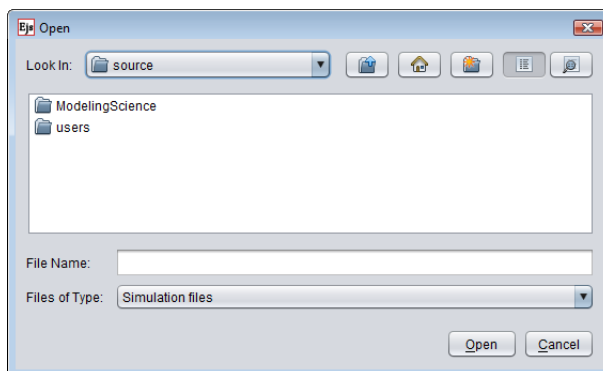 Ejs Open
Look In: source
ModelingScience
users
File Name:
Files of Type: Simulation files
Open Cancel